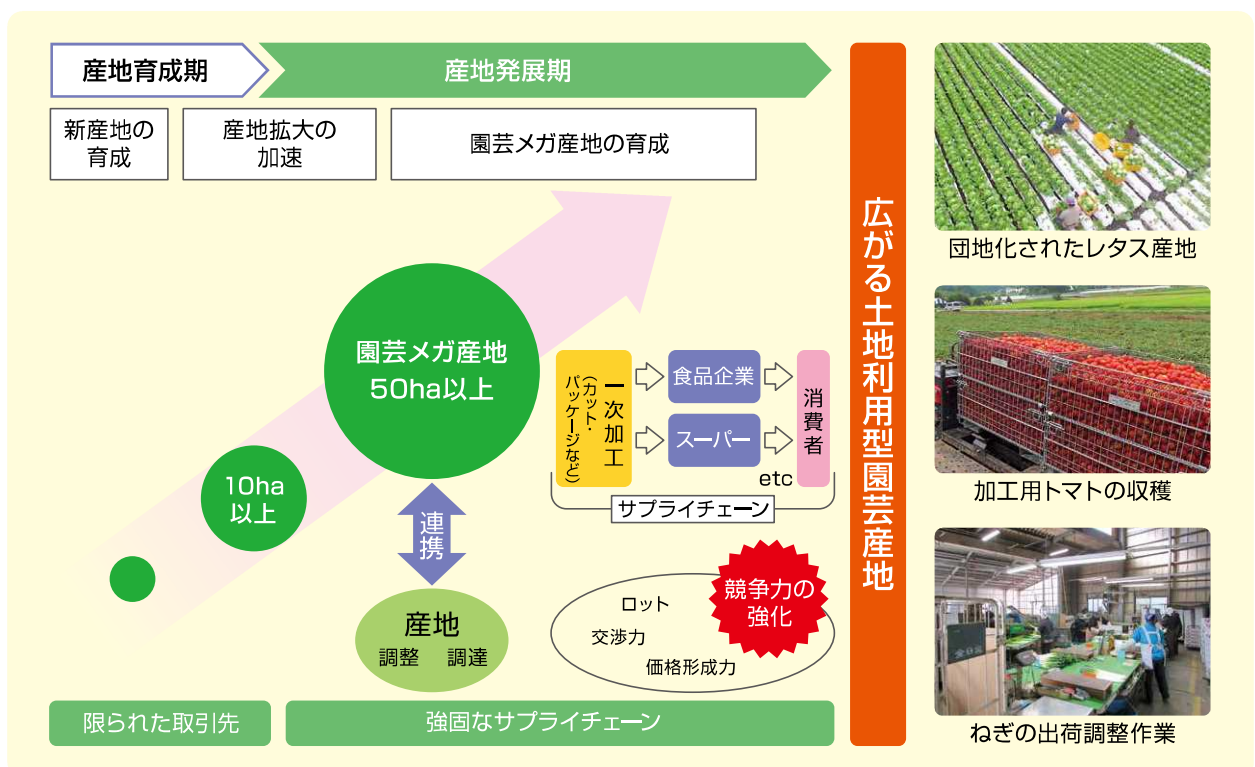 産地育成期
産地発展期
新産地の
育成
産地拡大の
加速
園芸メガ産地の育成
園芸メガ産地
50ha以上
10ha
以上
連携
産地
調整 調達
一次加工
(カット・
パッケージなど)
食品企業
スーパー
消費者
etc
サプライチェーン
競争力の
強化
ロット
交渉力
価格形成力
限られた取引先
強固なサプライチェーン
広がる土地利用型園芸産地
団地化されたレタス産地
加工用トマトの収穫
ねぎの出荷調整作業